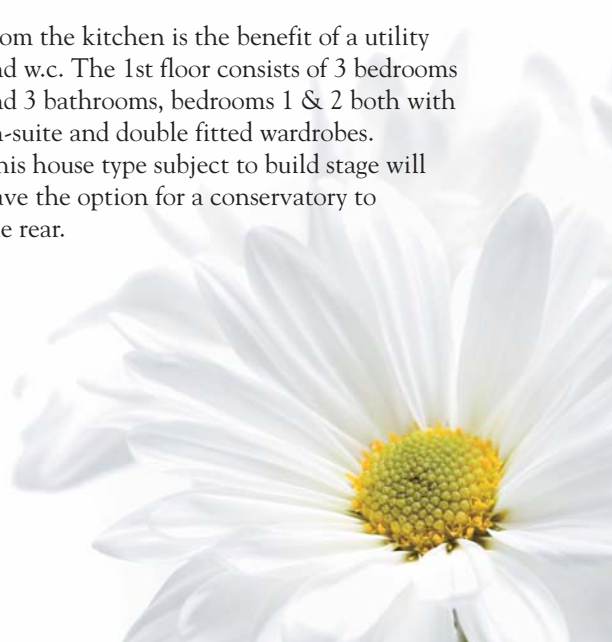 om the kitchen is the benefit of a utility
nd w.c. The 1st floor consists of 3 bedrooms
nd 3 bathrooms, bedrooms 1 & 2 both with
n-suite and double fitted wardrobes.
his house type subject to build stage will
ave the option for a conservatory to
e rear.